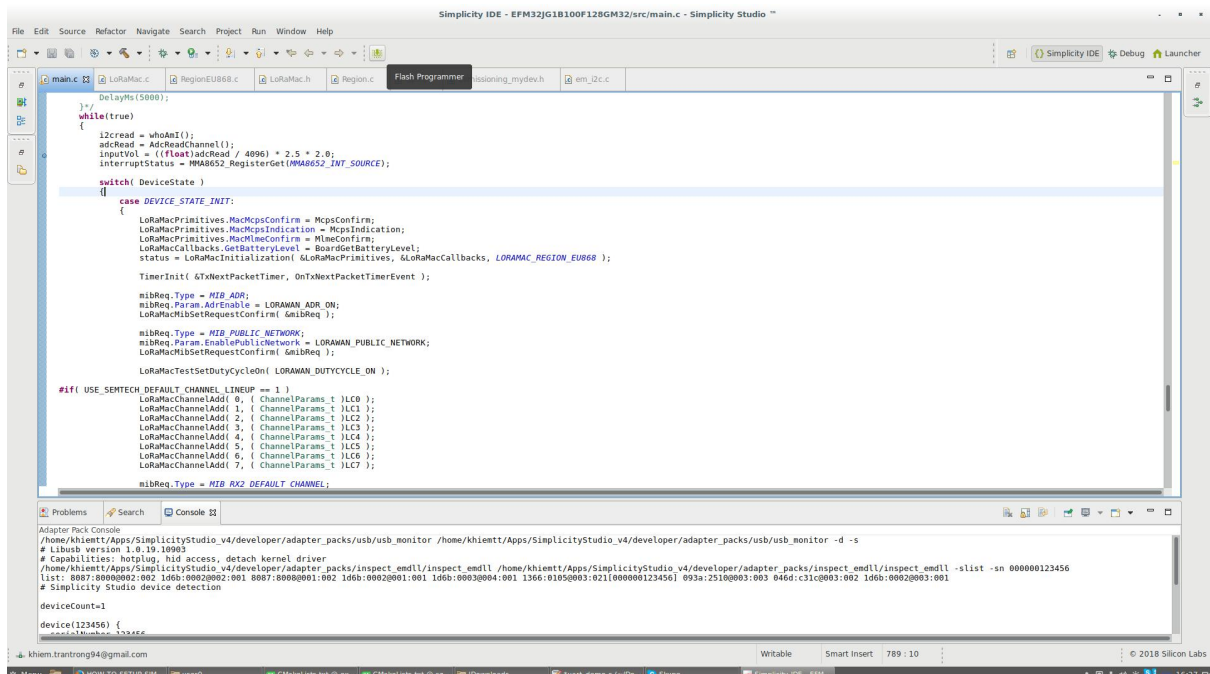 Simplicity IDE - EFM32JG1B100F128GM32/src/main.c - Simplicity Studio ™
File Edit Source Refactor Navigate Search Project Run Window Help
Simplicity IDE Debug Launcher
main.c LoRaMac.c RegionEU868.c LoRaMac.h Region.c Flash Programmer missioning_mydev.h em_i2c.c
DelayMs(5000);
}*/
while(true)
{
i2cread = whoAmI();
adcRead = AdcReadChannel();
inputVol = ((float)adcRead / 4096) * 2.5 * 2.0;
interruptStatus = MMA8652_RegisterGet(MMA8652_INT_SOURCE);
switch( DeviceState )
{
case DEVICE_STATE_INIT:
{
LoRaMacPrimitives.MacMcpsConfirm = McpsConfirm;
LoRaMacPrimitives.MacMcpsIndication = McpsIndication;
LoRaMacPrimitives.MacMlmeConfirm = MlmeConfirm;
LoRaMacCallbacks.GetBatteryLevel = BoardGetBatteryLevel;
status = LoRaMacInitialization( &LoRaMacPrimitives, &LoRaMacCallbacks, LORAMAC_REGION_EU868 );
TimerInit( &TxNextPacketTimer, OnTxNextPacketTimerEvent );
mibReq.Type = MIB_ADR;
mibReq.Param.AdrEnable = LORAWAN_ADR_ON;
LoRaMacMibSetRequestConfirm( &mibReq );
mibReq.Type = MIB_PUBLIC_NETWORK;
mibReq.Param.EnablePublicNetwork = LORAWAN_PUBLIC_NETWORK;
LoRaMacMibSetRequestConfirm( &mibReq );
LoRaMacTestSetDutyCycleOn( LORAWAN_DUTYCYCLE_ON );
#if( USE_SEMTECH_DEFAULT_CHANNEL_LINEUP == 1 )
LoRaMacChannelAdd( 0, ( ChannelParams_t )LC0 );
LoRaMacChannelAdd( 1, ( ChannelParams_t )LC1 );
LoRaMacChannelAdd( 2, ( ChannelParams_t )LC2 );
LoRaMacChannelAdd( 3, ( ChannelParams_t )LC3 );
LoRaMacChannelAdd( 4, ( ChannelParams_t )LC4 );
LoRaMacChannelAdd( 5, ( ChannelParams_t )LC5 );
LoRaMacChannelAdd( 6, ( ChannelParams_t )LC6 );
LoRaMacChannelAdd( 7, ( ChannelParams_t )LC7 );
mibReq.Type = MIB_RX2_DEFAULT_CHANNEL;
Problems Search Console
Adapter Pack Console
/home/khiemtt/Apps/SimplicityStudio_v4/developer/adapter_packs/usb/usb_monitor /home/khiemtt/Apps/SimplicityStudio_v4/developer/adapter_packs/usb/usb_monitor -d -s
# Libusb version 1.0.19.10903
# Capabilities: hotplug, hid access, detach kernel driver
/home/khiemtt/Apps/SimplicityStudio_v4/developer/adapter_packs/inspect_emdll/inspect_emdll /home/khiemtt/Apps/SimplicityStudio_v4/developer/adapter_packs/inspect_emdll/inspect_emdll -slist -sn 000000123456
list: 8087:8000@002:002 1d6b:0002@002:001 8087:8008@001:002 1d6b:0002@001:001 1d6b:0003@004:001 1366:0105@003:021[000000123456] 093a:2510@003:003 046d:c31c@003:002 1d6b:0002@003:001
# Simplicity Studio device detection
deviceCount=1
device(123456) {
serialNumber 123456
khiem.trantrong94@gmail.com Writable Smart Insert 789 : 10 © 2018 Silicon Labs